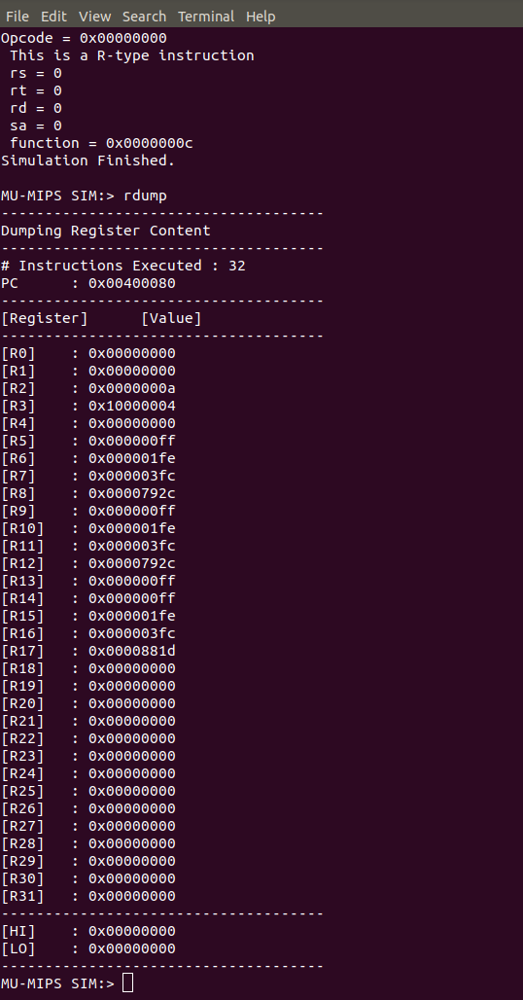 File Edit View Search Terminal Help
Opcode = 0x00000000
 This is a R-type instruction
 rs = 0
 rt = 0
 rd = 0
 sa = 0
 function = 0x0000000c
Simulation Finished.
MU-MIPS SIM:> rdump
-------------------------------------
Dumping Register Content
-------------------------------------
# Instructions Executed : 32
PC      : 0x00400080
-------------------------------------
[Register]      [Value]
-------------------------------------
[R0]    : 0x00000000
[R1]    : 0x00000000
[R2]    : 0x0000000a
[R3]    : 0x10000004
[R4]    : 0x00000000
[R5]    : 0x000000ff
[R6]    : 0x000001fe
[R7]    : 0x000003fc
[R8]    : 0x0000792c
[R9]    : 0x000000ff
[R10]   : 0x000001fe
[R11]   : 0x000003fc
[R12]   : 0x0000792c
[R13]   : 0x000000ff
[R14]   : 0x000000ff
[R15]   : 0x000001fe
[R16]   : 0x000003fc
[R17]   : 0x0000881d
[R18]   : 0x00000000
[R19]   : 0x00000000
[R20]   : 0x00000000
[R21]   : 0x00000000
[R22]   : 0x00000000
[R23]   : 0x00000000
[R24]   : 0x00000000
[R25]   : 0x00000000
[R26]   : 0x00000000
[R27]   : 0x00000000
[R28]   : 0x00000000
[R29]   : 0x00000000
[R30]   : 0x00000000
[R31]   : 0x00000000
-------------------------------------
[HI]    : 0x00000000
[LO]    : 0x00000000
-------------------------------------
MU-MIPS SIM:>